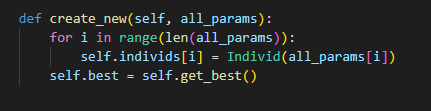 def create_new(self, all_params):
    for i in range(len(all_params)):
        self.individs[i] = Individ(all_params[i])
    self.best = self.get_best()